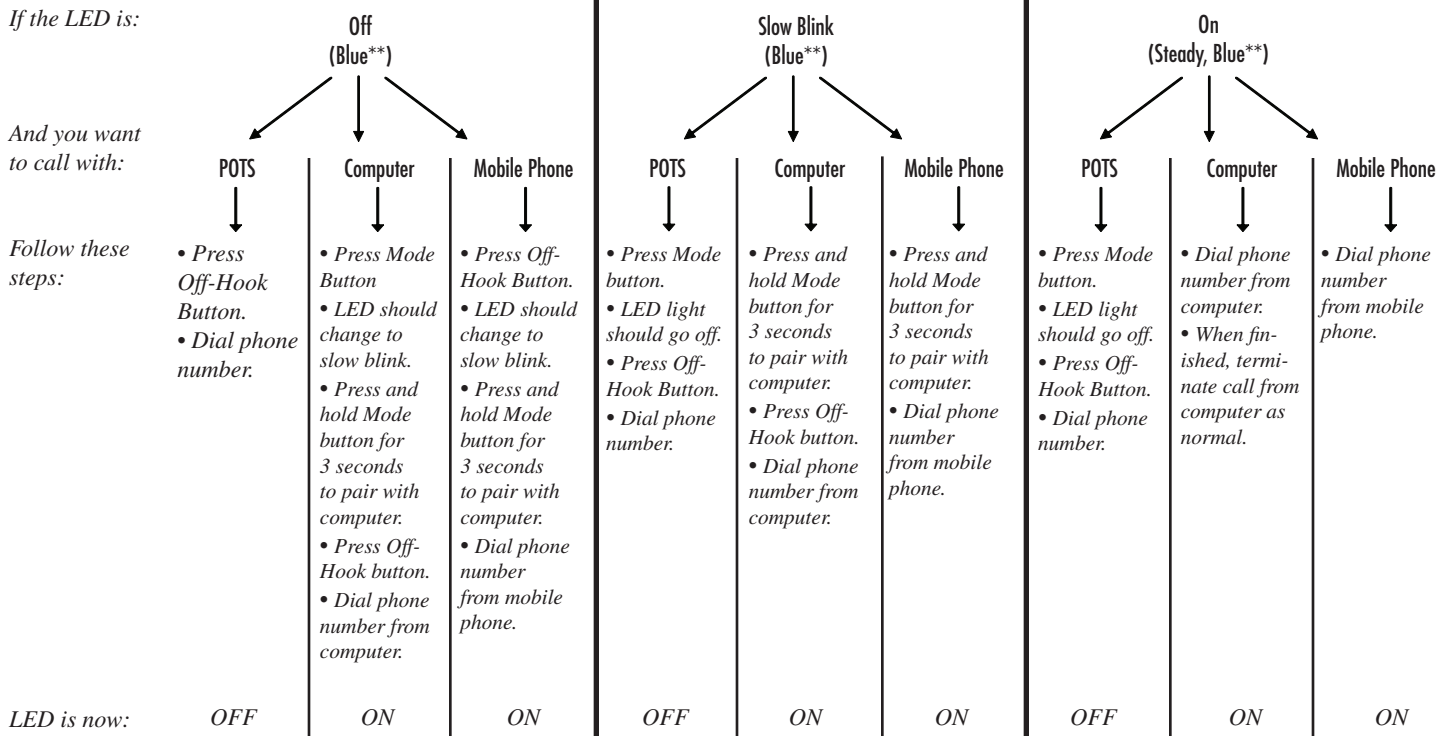 If the LED is:
Off
(Blue**)
Slow Blink
(Blue**)
On
(Steady, Blue**)
And you want
to call with:
POTS
Computer
Mobile Phone
POTS
Computer
Mobile Phone
POTS
Computer
Mobile Phone
Follow these
steps:
• Press
Off-Hook
Button.
• Dial phone
number.
• Press Mode
Button
• LED should
change to
slow blink.
• Press and
hold Mode
button for
3 seconds
to pair with
computer.
• Press Off-
Hook button.
• Dial phone
number from
computer.
• Press Off-
Hook Button.
• LED should
change to
slow blink.
• Press and
hold Mode
button for
3 seconds
to pair with
computer.
• Dial phone
number
from mobile
phone.
• Press Mode
button.
• LED light
should go off.
• Press Off-
Hook Button.
• Dial phone
number.
• Press and
hold Mode
button for
3 seconds
to pair with
computer.
• Press Off-
Hook button.
• Dial phone
number from
computer.
• Press and
hold Mode
button for
3 seconds
to pair with
computer.
• Dial phone
number
from mobile
phone.
• Press Mode
button.
• LED light
should go off.
• Press Off-
Hook Button.
• Dial phone
number.
• Dial phone
number from
computer.
• When fin-
ished, termi-
nate call from
computer as
normal.
• Dial phone
number
from mobile
phone.
LED is now:
OFF
ON
ON
OFF
ON
ON
OFF
ON
ON